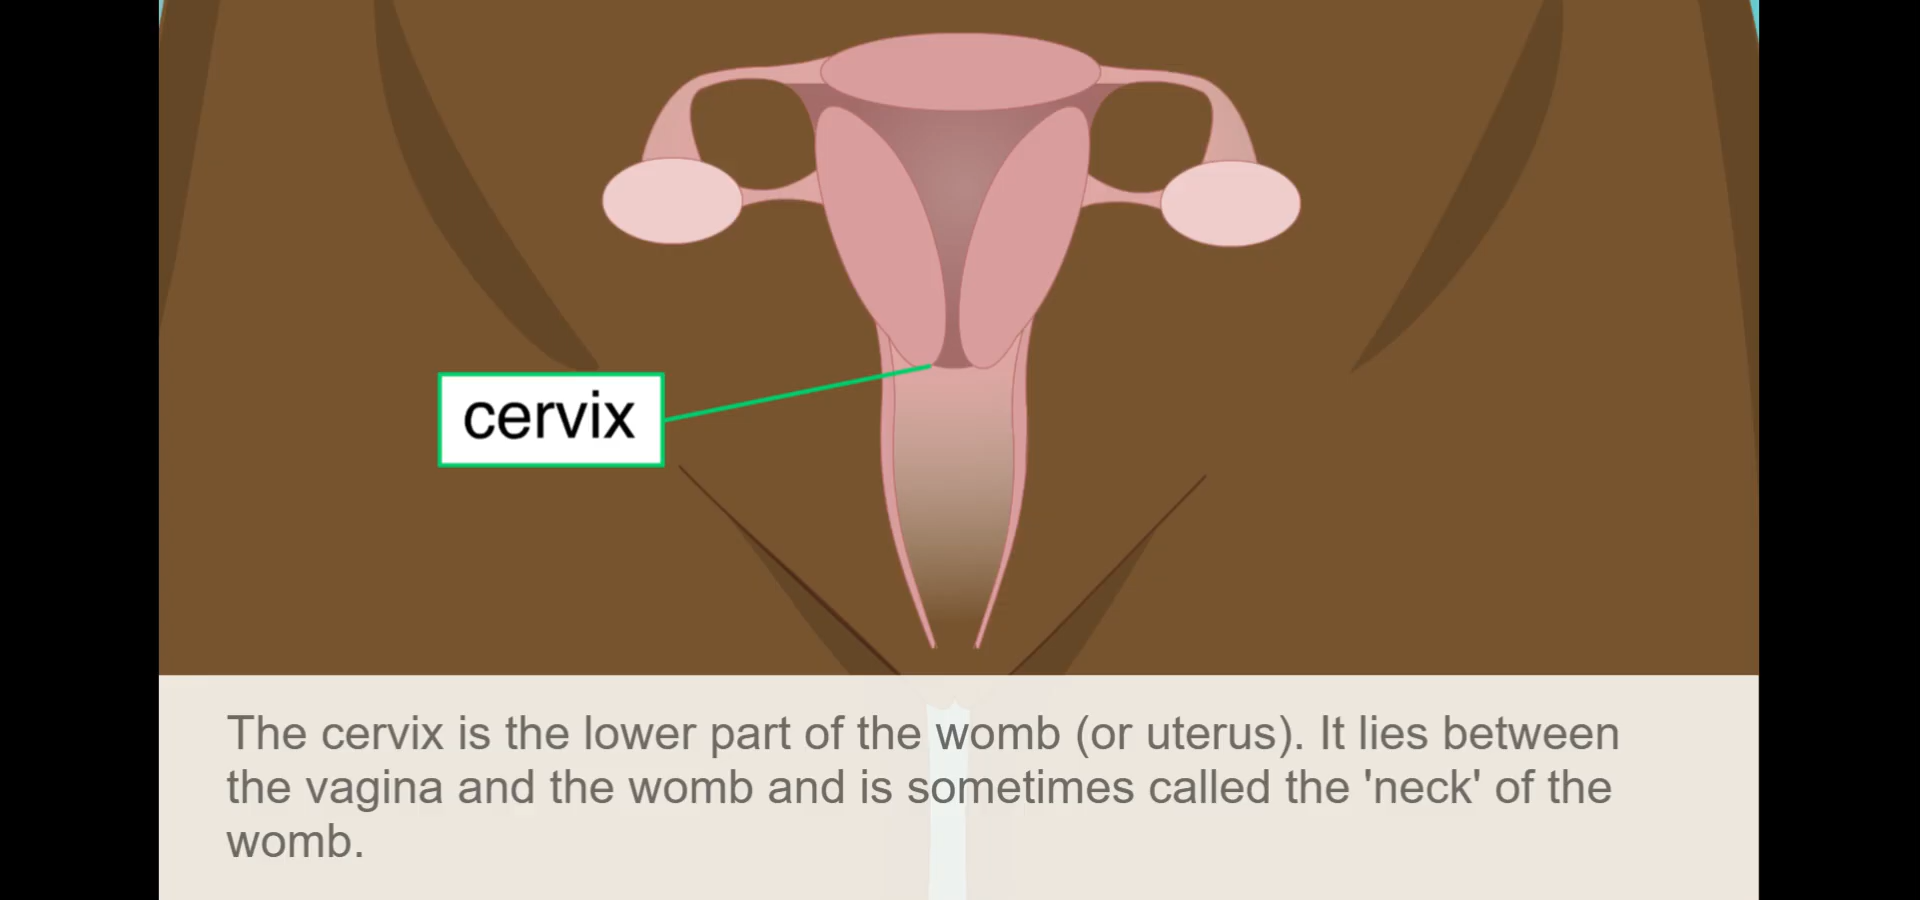 cervix
The cervix is the lower part of the womb (or uterus). It lies between
the vagina and the womb and is sometimes called the 'neck' of the
womb.